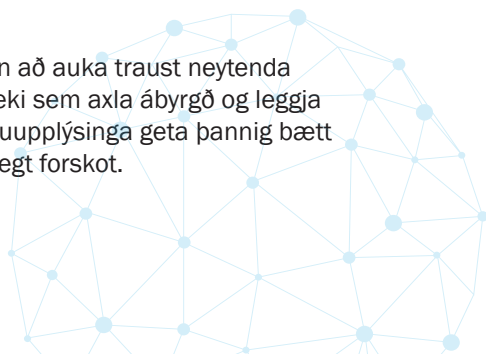 n að auka traust neytenda
eki sem axla ábyrgð og leggja
uupplýsinga geta þannig bætt
egt forskot.